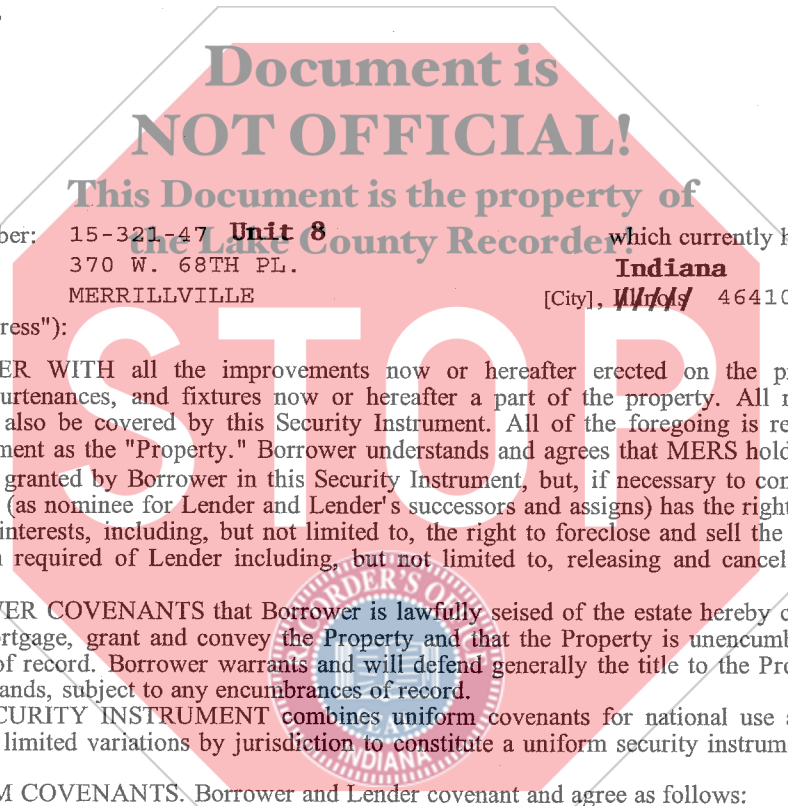 Document is
NOT OFFICIAL!
This Document is the property of
the Lake County Recorder!
ber: 15-321-47 Unit 8 which currently h
370 W. 68TH PL. Indiana
MERRILLVILLE [City], Illinois 46410
ress"):
ER WITH all the improvements now or hereafter erected on the p
urtenances, and fixtures now or hereafter a part of the property. All r
also be covered by this Security Instrument. All of the foregoing is re
ment as the "Property." Borrower understands and agrees that MERS hold
granted by Borrower in this Security Instrument, but, if necessary to com
(as nominee for Lender and Lender's successors and assigns) has the right
interests, including, but not limited to, the right to foreclose and sell the
required of Lender including, but not limited to, releasing and cancel
VER COVENANTS that Borrower is lawfully seised of the estate hereby c
ortgage, grant and convey the Property and that the Property is unencumb
of record. Borrower warrants and will defend generally the title to the Pro
ands, subject to any encumbrances of record.
CURITY INSTRUMENT combines uniform covenants for national use a
limited variations by jurisdiction to constitute a uniform security instrum
M COVENANTS. Borrower and Lender covenant and agree as follows:
STOP
RECORDER'S OFFICE
SEAL
INDIANA